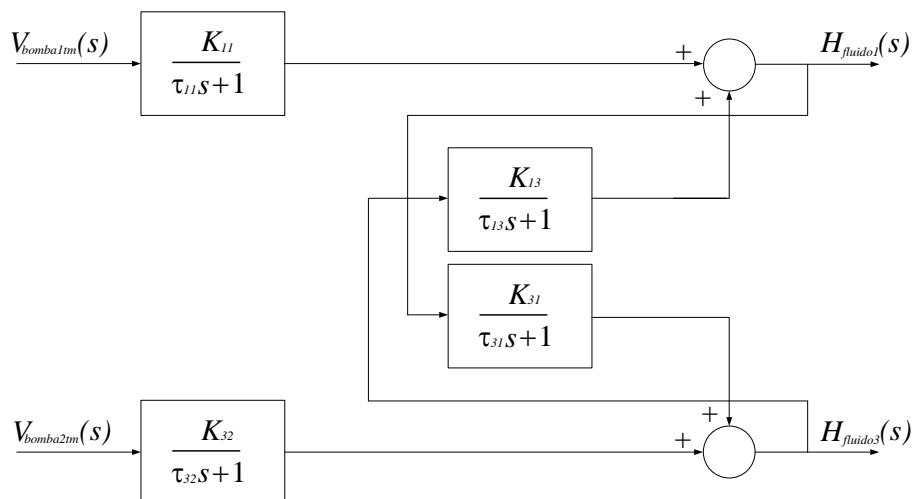 V_bomba1tm(s)
K_11
τ_11s+1
+
+
H_fluido1(s)
K_13
τ_13s+1
K_31
τ_31s+1
V_bomba2tm(s)
K_32
τ_32s+1
+
+
H_fluido3(s)